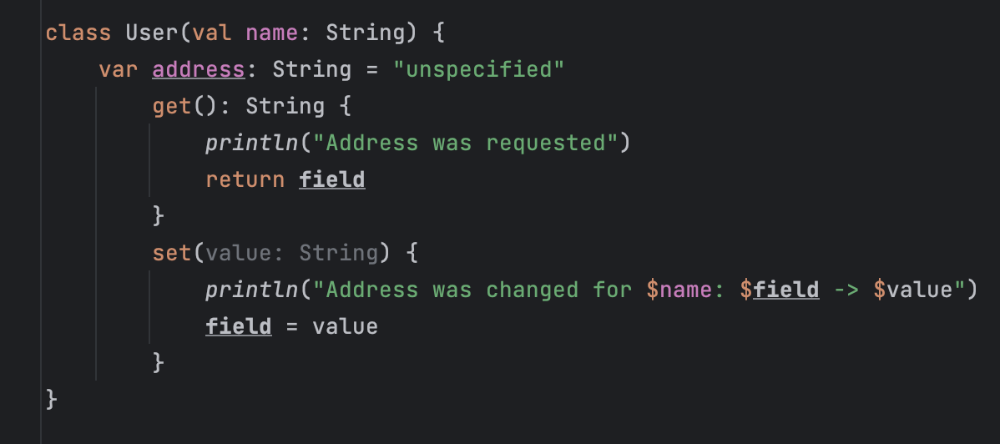 class User(val name: String) {
    var address: String = "unspecified"
        get(): String {
            println("Address was requested")
            return field
        }
        set(value: String) {
            println("Address was changed for $name: $field -> $value")
            field = value
        }
}